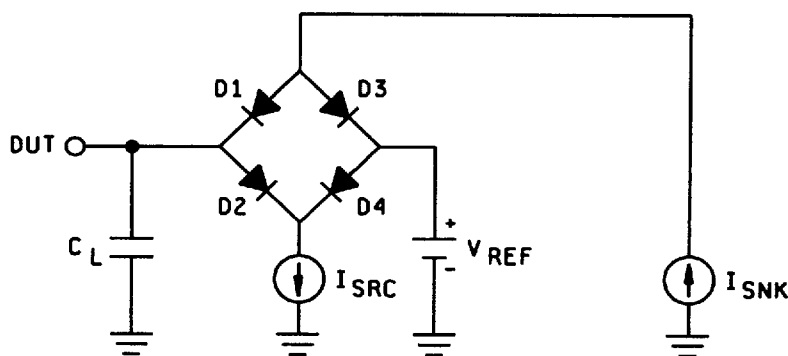 D1
D3
DUT
D2
D4
+
C L
V REF
-
I SRC
I SNK